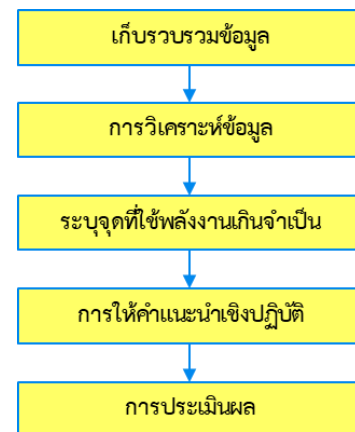 เก็บรวบรวมข้อมูล
การวิเคราะห์ข้อมูล
ระบุจุดที่ใช้พลังงานเกินจำเป็น
การให้คำแนะนำเชิงปฏิบัติ
การประเมินผล